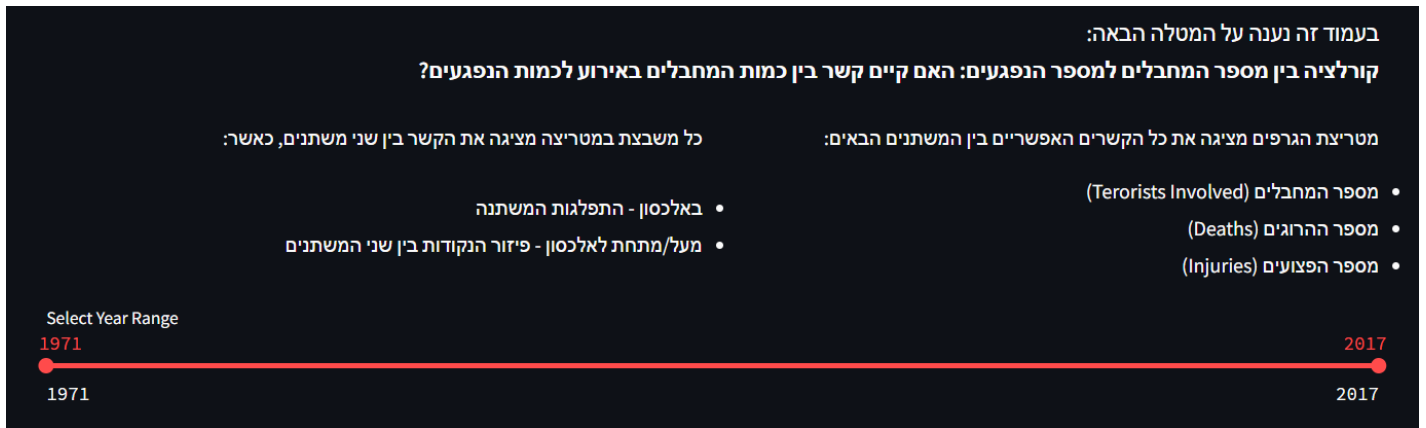 בעמוד זה נענה על המטלה הבאה:
קורלציה בין מספר המחבלים למספר הנפגעים: האם קיים קשר בין כמות המחבלים באירוע לכמות הנפגעים?
מטריצת הגרפים מציגה את כל הקשרים האפשריים בין המשתנים הבאים:
• מספר המחבלים (Terorists Involved)
• מספר ההרוגים (Deaths)
• מספר הפצועים (Injuries)
כל משבצת במטריצה מציגה את הקשר בין שני משתנים, כאשר:
• באלכסון - התפלגות המשתנה
• מעל/מתחת לאלכסון - פיזור הנקודות בין שני המשתנים
Select Year Range
1971 2017
1971 2017